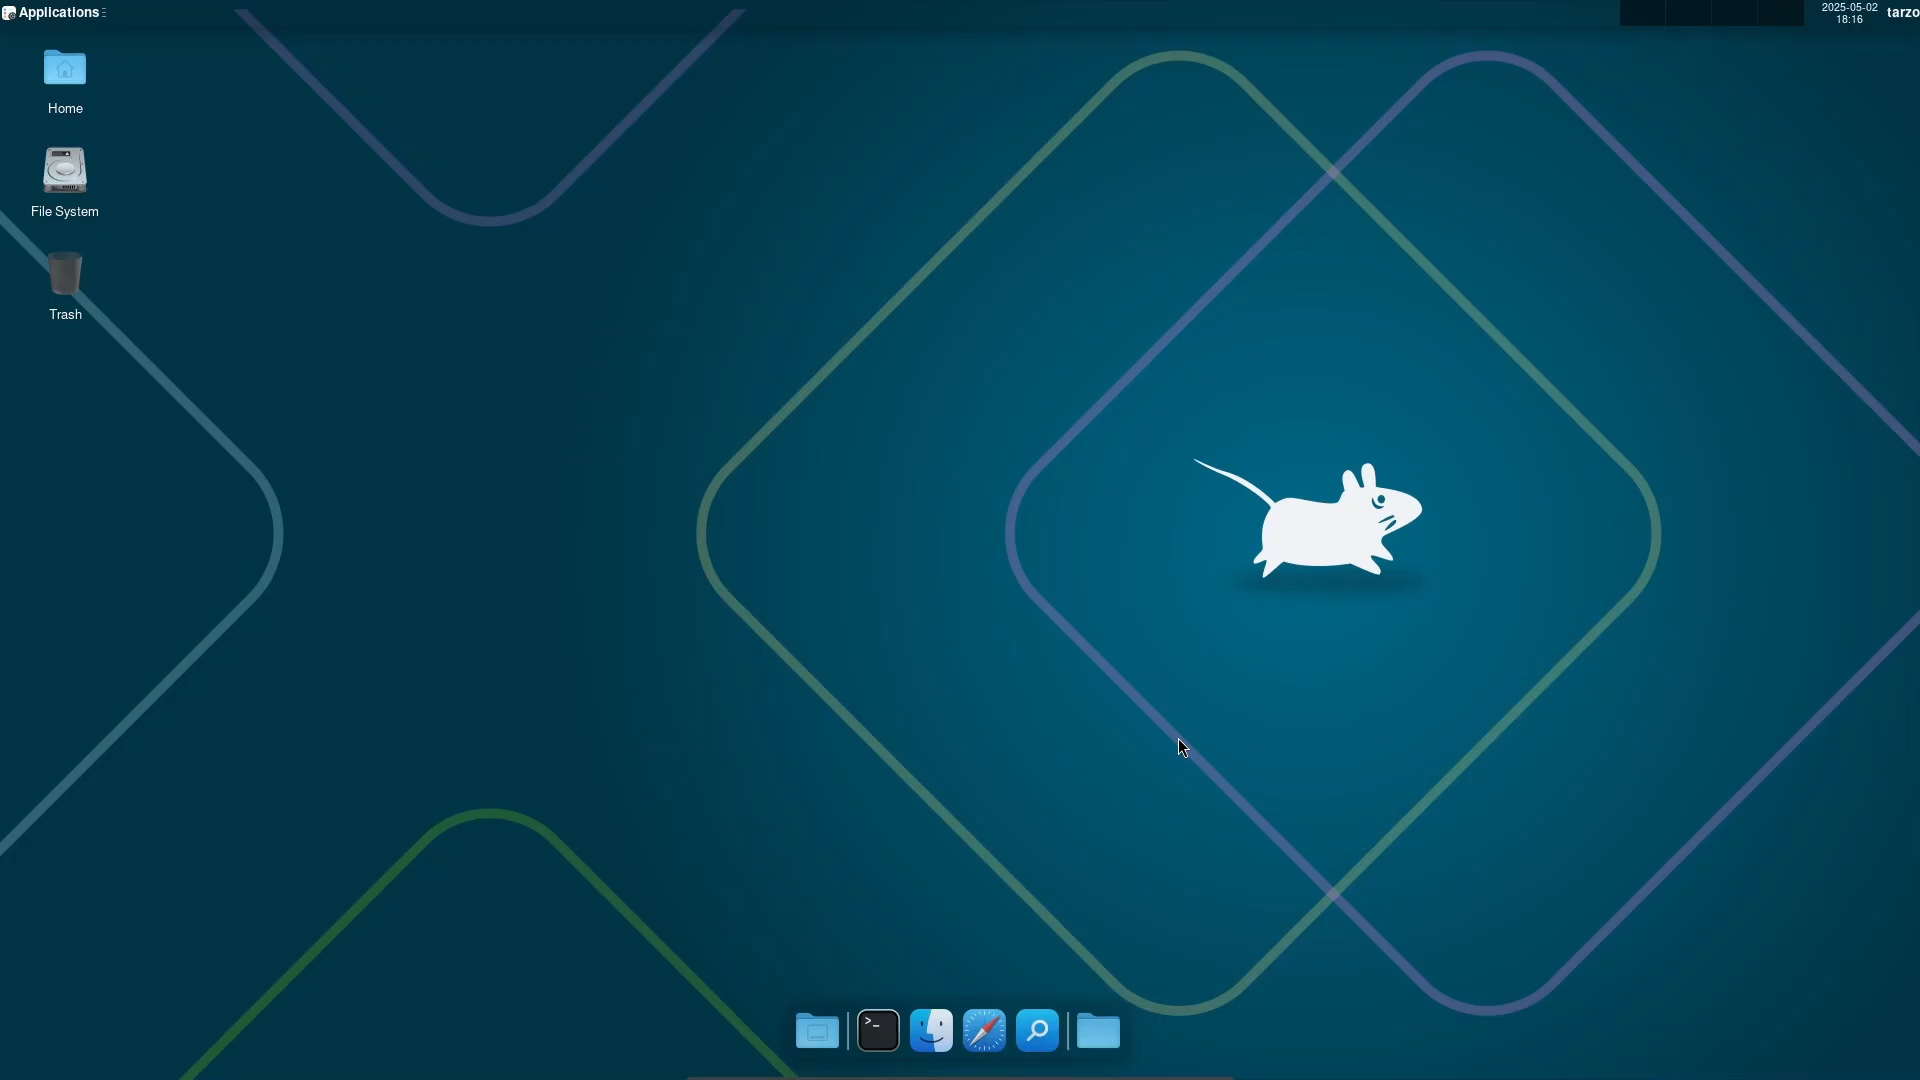 Applications
2025-05-02
18:16
tarzo
Home
File System
Trash
>_